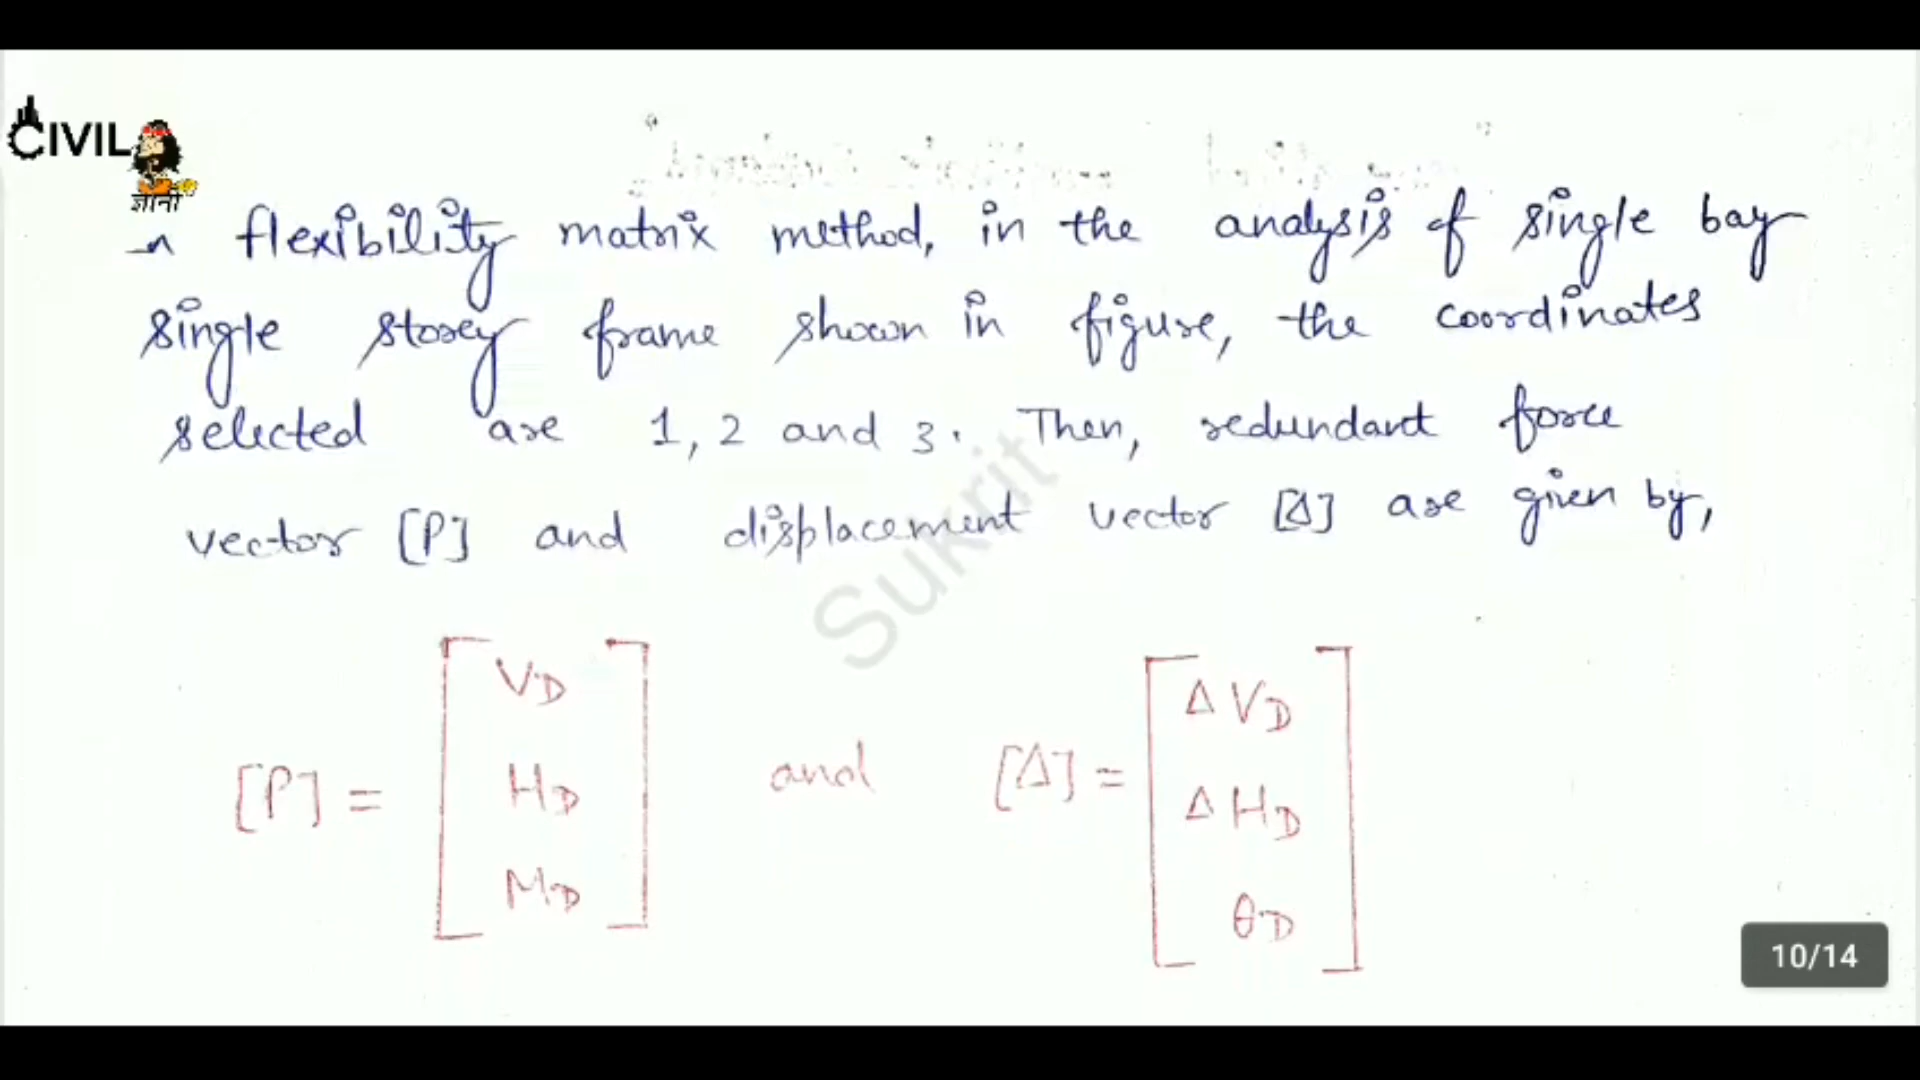 CIVIL
ज्ञानी
n flexibility matrix method, in the analysis of single bay
single storey frame shown in figure, the coordinates
selected are 1, 2 and 3. Then, redundant force
vector [P] and displacement vector [Δ] are given by,
Sukrit
[P] = [ VD HD MD ] and [Δ] = [ ΔVD ΔHD θD ]
10/14